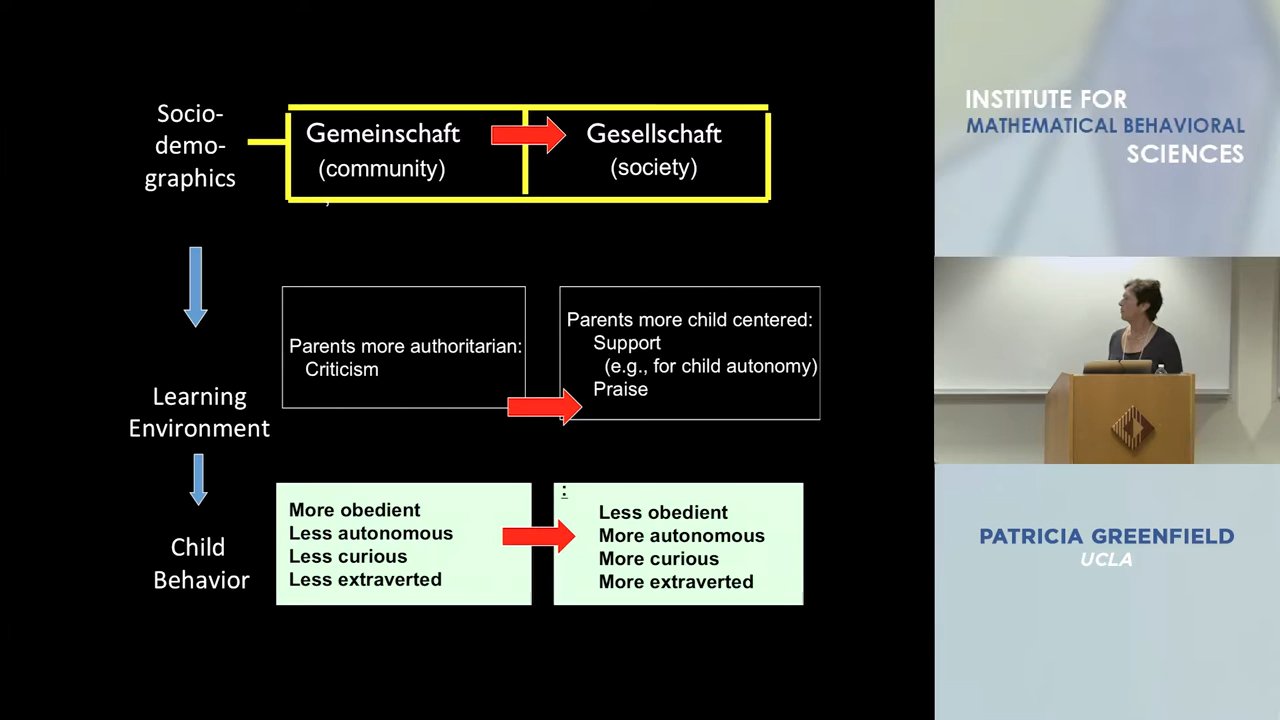 Socio-
demo-
graphics
Gemeinschaft
(community)
Gesellschaft
(society)
,
Learning
Environment
Parents more authoritarian:
Criticism
Parents more child centered:
Support
(e.g., for child autonomy)
Praise
Child
Behavior
More obedient
Less autonomous
Less curious
Less extraverted
:
Less obedient
More autonomous
More curious
More extraverted
INSTITUTE FOR
MATHEMATICAL BEHAVIORAL
SCIENCES
PATRICIA GREENFIELD
UCLA